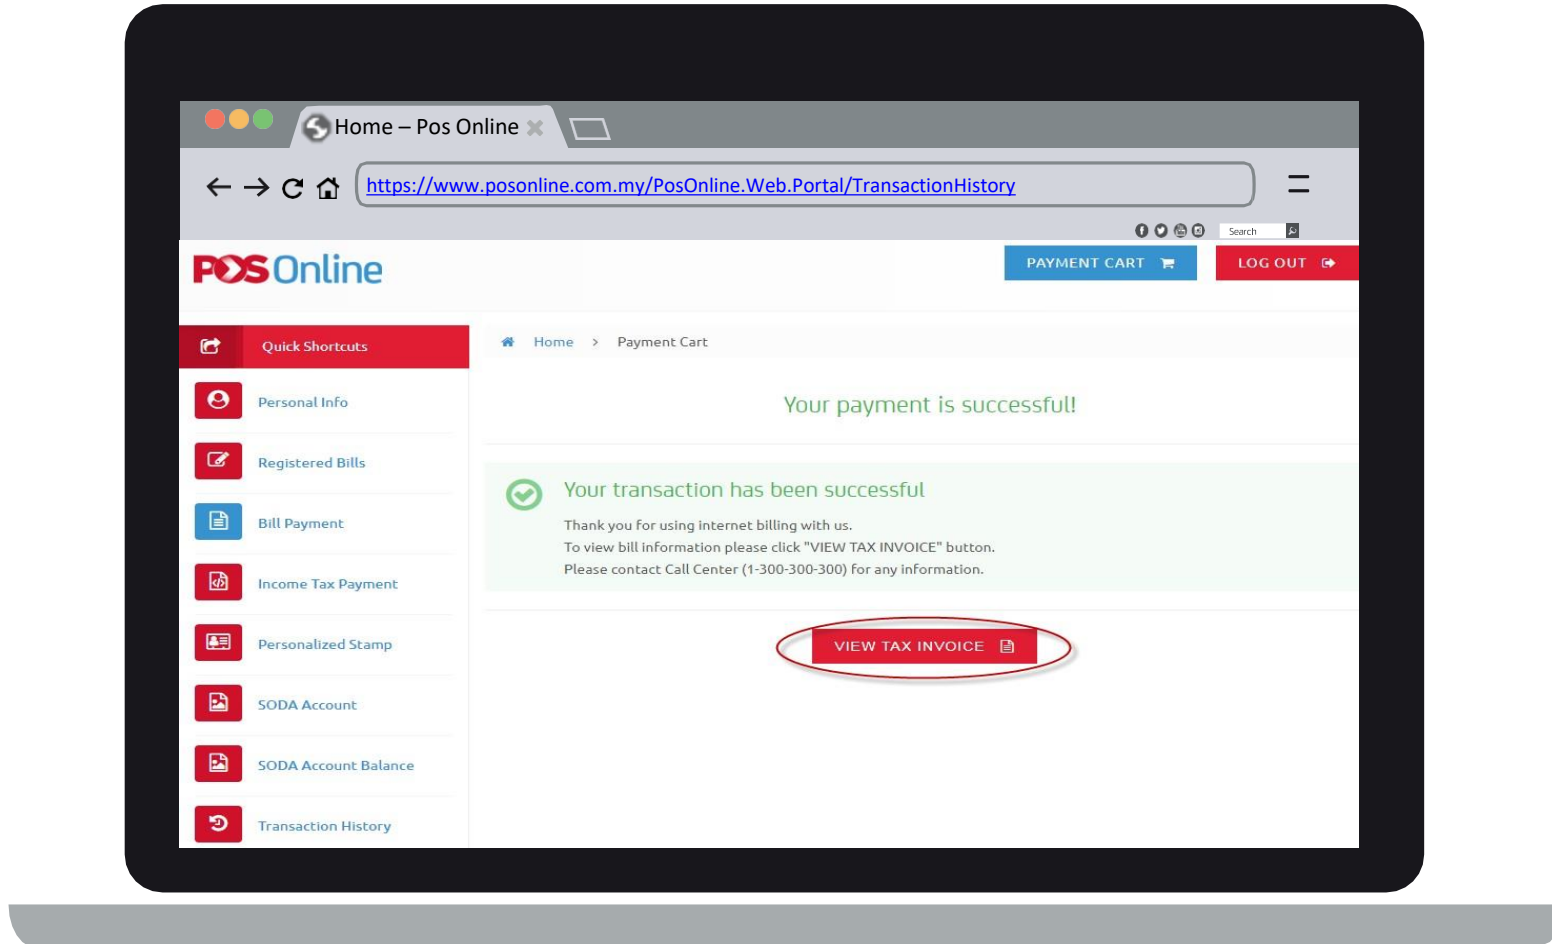 Home – Pos Online
https://www.posonline.com.my/PosOnline.Web.Portal/TransactionHistory
Search
POS Online
PAYMENT CART
LOG OUT
Quick Shortcuts
Home > Payment Cart
Personal Info
Your payment is successful!
Registered Bills
Your transaction has been successful
Thank you for using internet billing with us.
Bill Payment
To view bill information please click "VIEW TAX INVOICE" button.
Please contact Call Center (1-300-300-300) for any information.
Income Tax Payment
VIEW TAX INVOICE
Personalized Stamp
SODA Account
SODA Account Balance
Transaction History